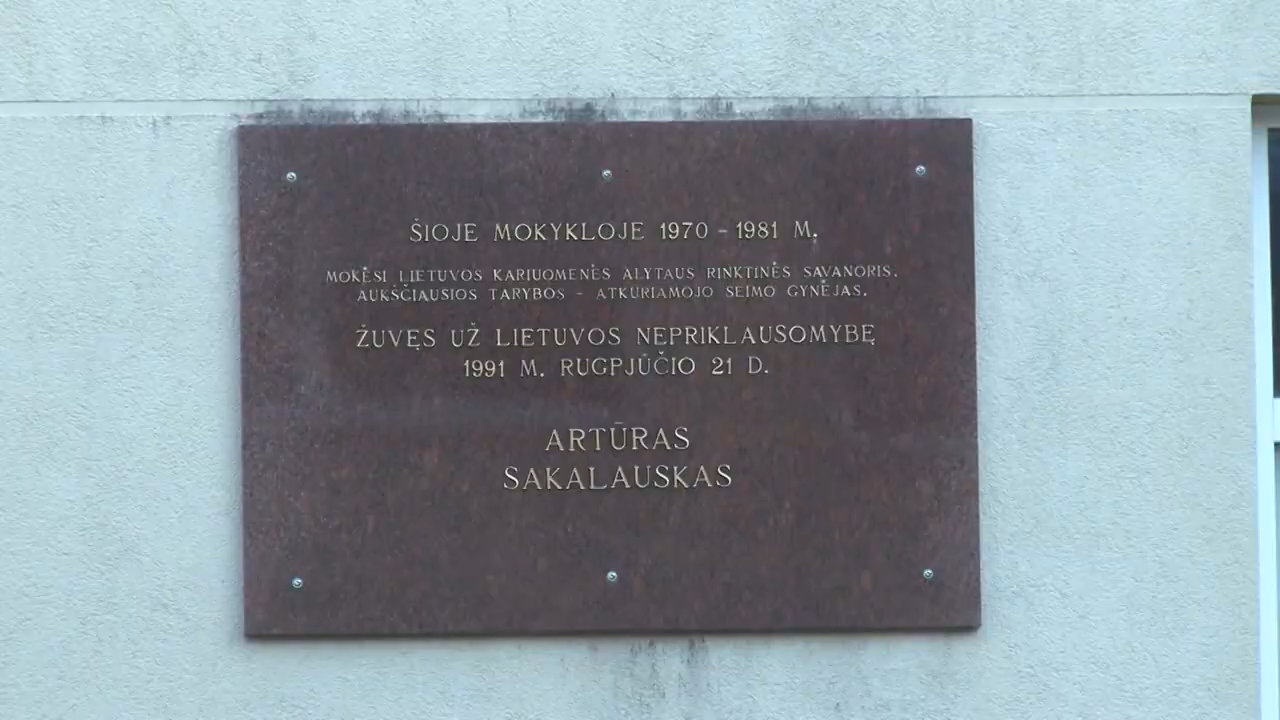 ŠIOJE MOKYKLOJE 1970 - 1981 M.
MOKĖSI LIETUVOS KARIUOMENĖS ALYTAUS RINKTINĖS SAVANORIS,
AUKŠČIAUSIOS TARYBOS - ATKURIAMOJO SEIMO GYNĖJAS,
ŽUVĘS UŽ LIETUVOS NEPRIKLAUSOMYBĘ
1991 M. RUGPJŪČIO 21 D.
ARTŪRAS
SAKALAUSKAS